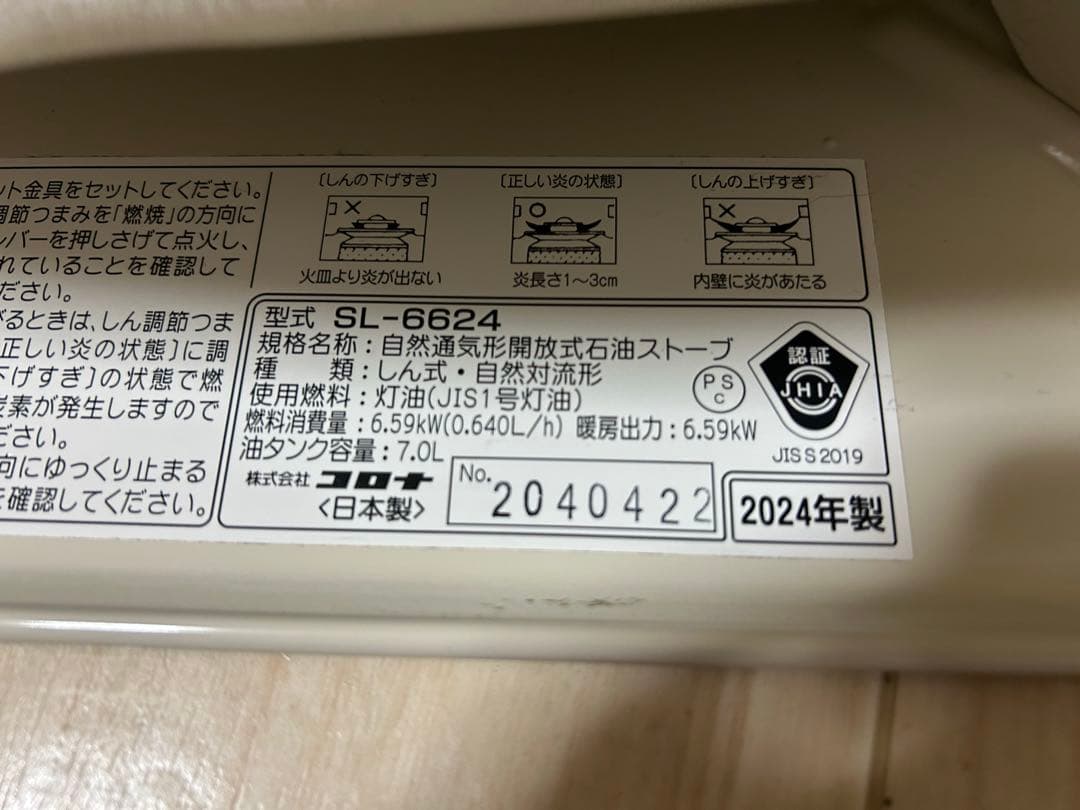 ット金具をセットしてください。
調節つまみを「燃焼」の方向に
レバーを押しさげて点火し、
れていることを確認して
ださい。
がるときは、しん調節つま
正しい炎の状態〕に調
下げすぎ〕の状態で燃
炭素が発生しますので
ださい。
向にゆっくり止まる
を確認してください。
〔しんの下げすぎ〕
火皿より炎が出ない
〔正しい炎の状態〕
炎長さ1～3cm
〔しんの上げすぎ〕
内壁に炎があたる
型式 SL-6624
規格名称：自然通気形開放式石油ストーブ
種　　類：しん式・自然対流形
使用燃料：灯油(JIS1号灯油)
燃料消費量：6.59kW(0.640L/h) 暖房出力：6.59kW
油タンク容量：7.0L
株式会社 コロナ
<日本製>
No. 2040422
PSC
認証
JHIA
JIS S 2019
2024年製